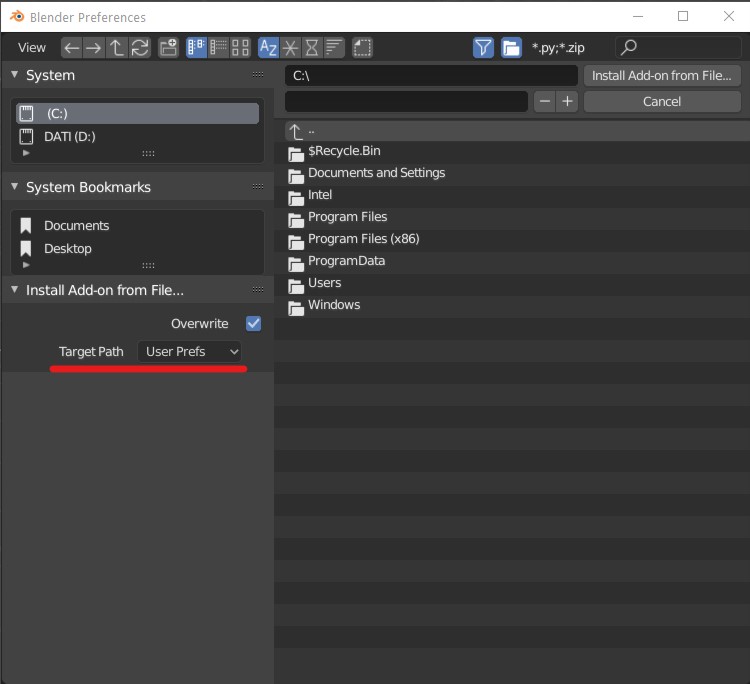 Blender Preferences
View
*.py;*.zip
System
(C:)
DATI (D:)
System Bookmarks
Documents
Desktop
Install Add-on from File...
Overwrite
Target Path User Prefs
C:\ Install Add-on from File...
Cancel
..
$Recycle.Bin
Documents and Settings
Intel
Program Files
Program Files (x86)
ProgramData
Users
Windows